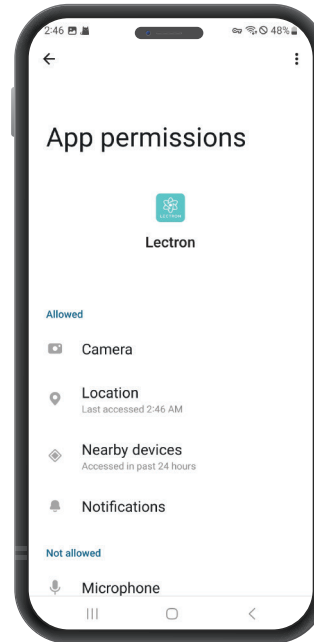 2:46 48%
App permissions
LECTRON
Lectron
Allowed
Camera
Location
Last accessed 2:46 AM
Nearby devices
Accessed in past 24 hours
Notifications
Not allowed
Microphone